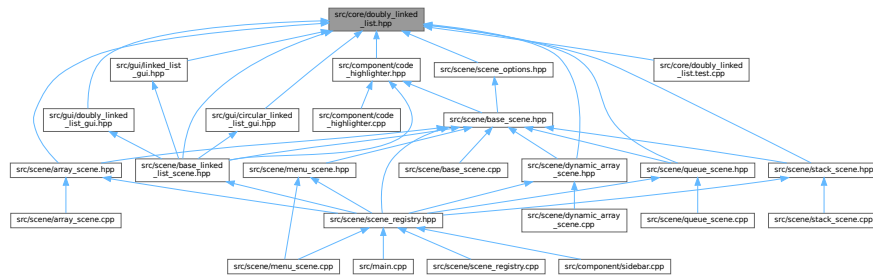 src/core/doubly_linked
_list.hpp
src/gui/linked_list
_gui.hpp
src/component/code
_highlighter.hpp
src/scene/scene_options.hpp
src/core/doubly_linked
_list.test.cpp
src/gui/doubly_linked
_list_gui.hpp
src/gui/circular_linked
_list_gui.hpp
src/component/code
_highlighter.cpp
src/scene/base_scene.hpp
src/scene/array_scene.hpp
src/scene/base_linked
_list_scene.hpp
src/scene/menu_scene.hpp
src/scene/base_scene.cpp
src/scene/dynamic_array
_scene.hpp
src/scene/queue_scene.hpp
src/scene/stack_scene.hpp
src/scene/array_scene.cpp
src/scene/scene_registry.hpp
src/scene/dynamic_array
_scene.cpp
src/scene/queue_scene.cpp
src/scene/stack_scene.cpp
src/scene/menu_scene.cpp
src/main.cpp
src/scene/scene_registry.cpp
src/component/sidebar.cpp